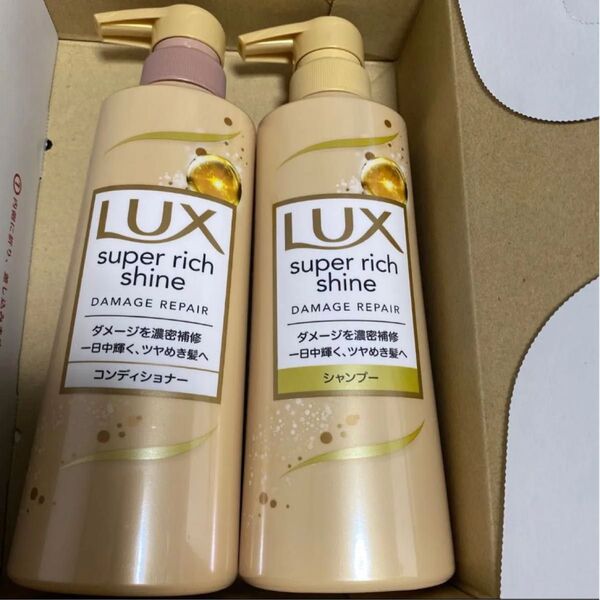 LUX
super rich
shine
DAMAGE REPAIR
ダメージを濃密補修
一日中輝く、ツヤめき髪へ
コンディショナー
LUX
super rich
shine
DAMAGE REPAIR
ダメージを濃密補修
一日中輝く、ツヤめき髪へ
シャンプー